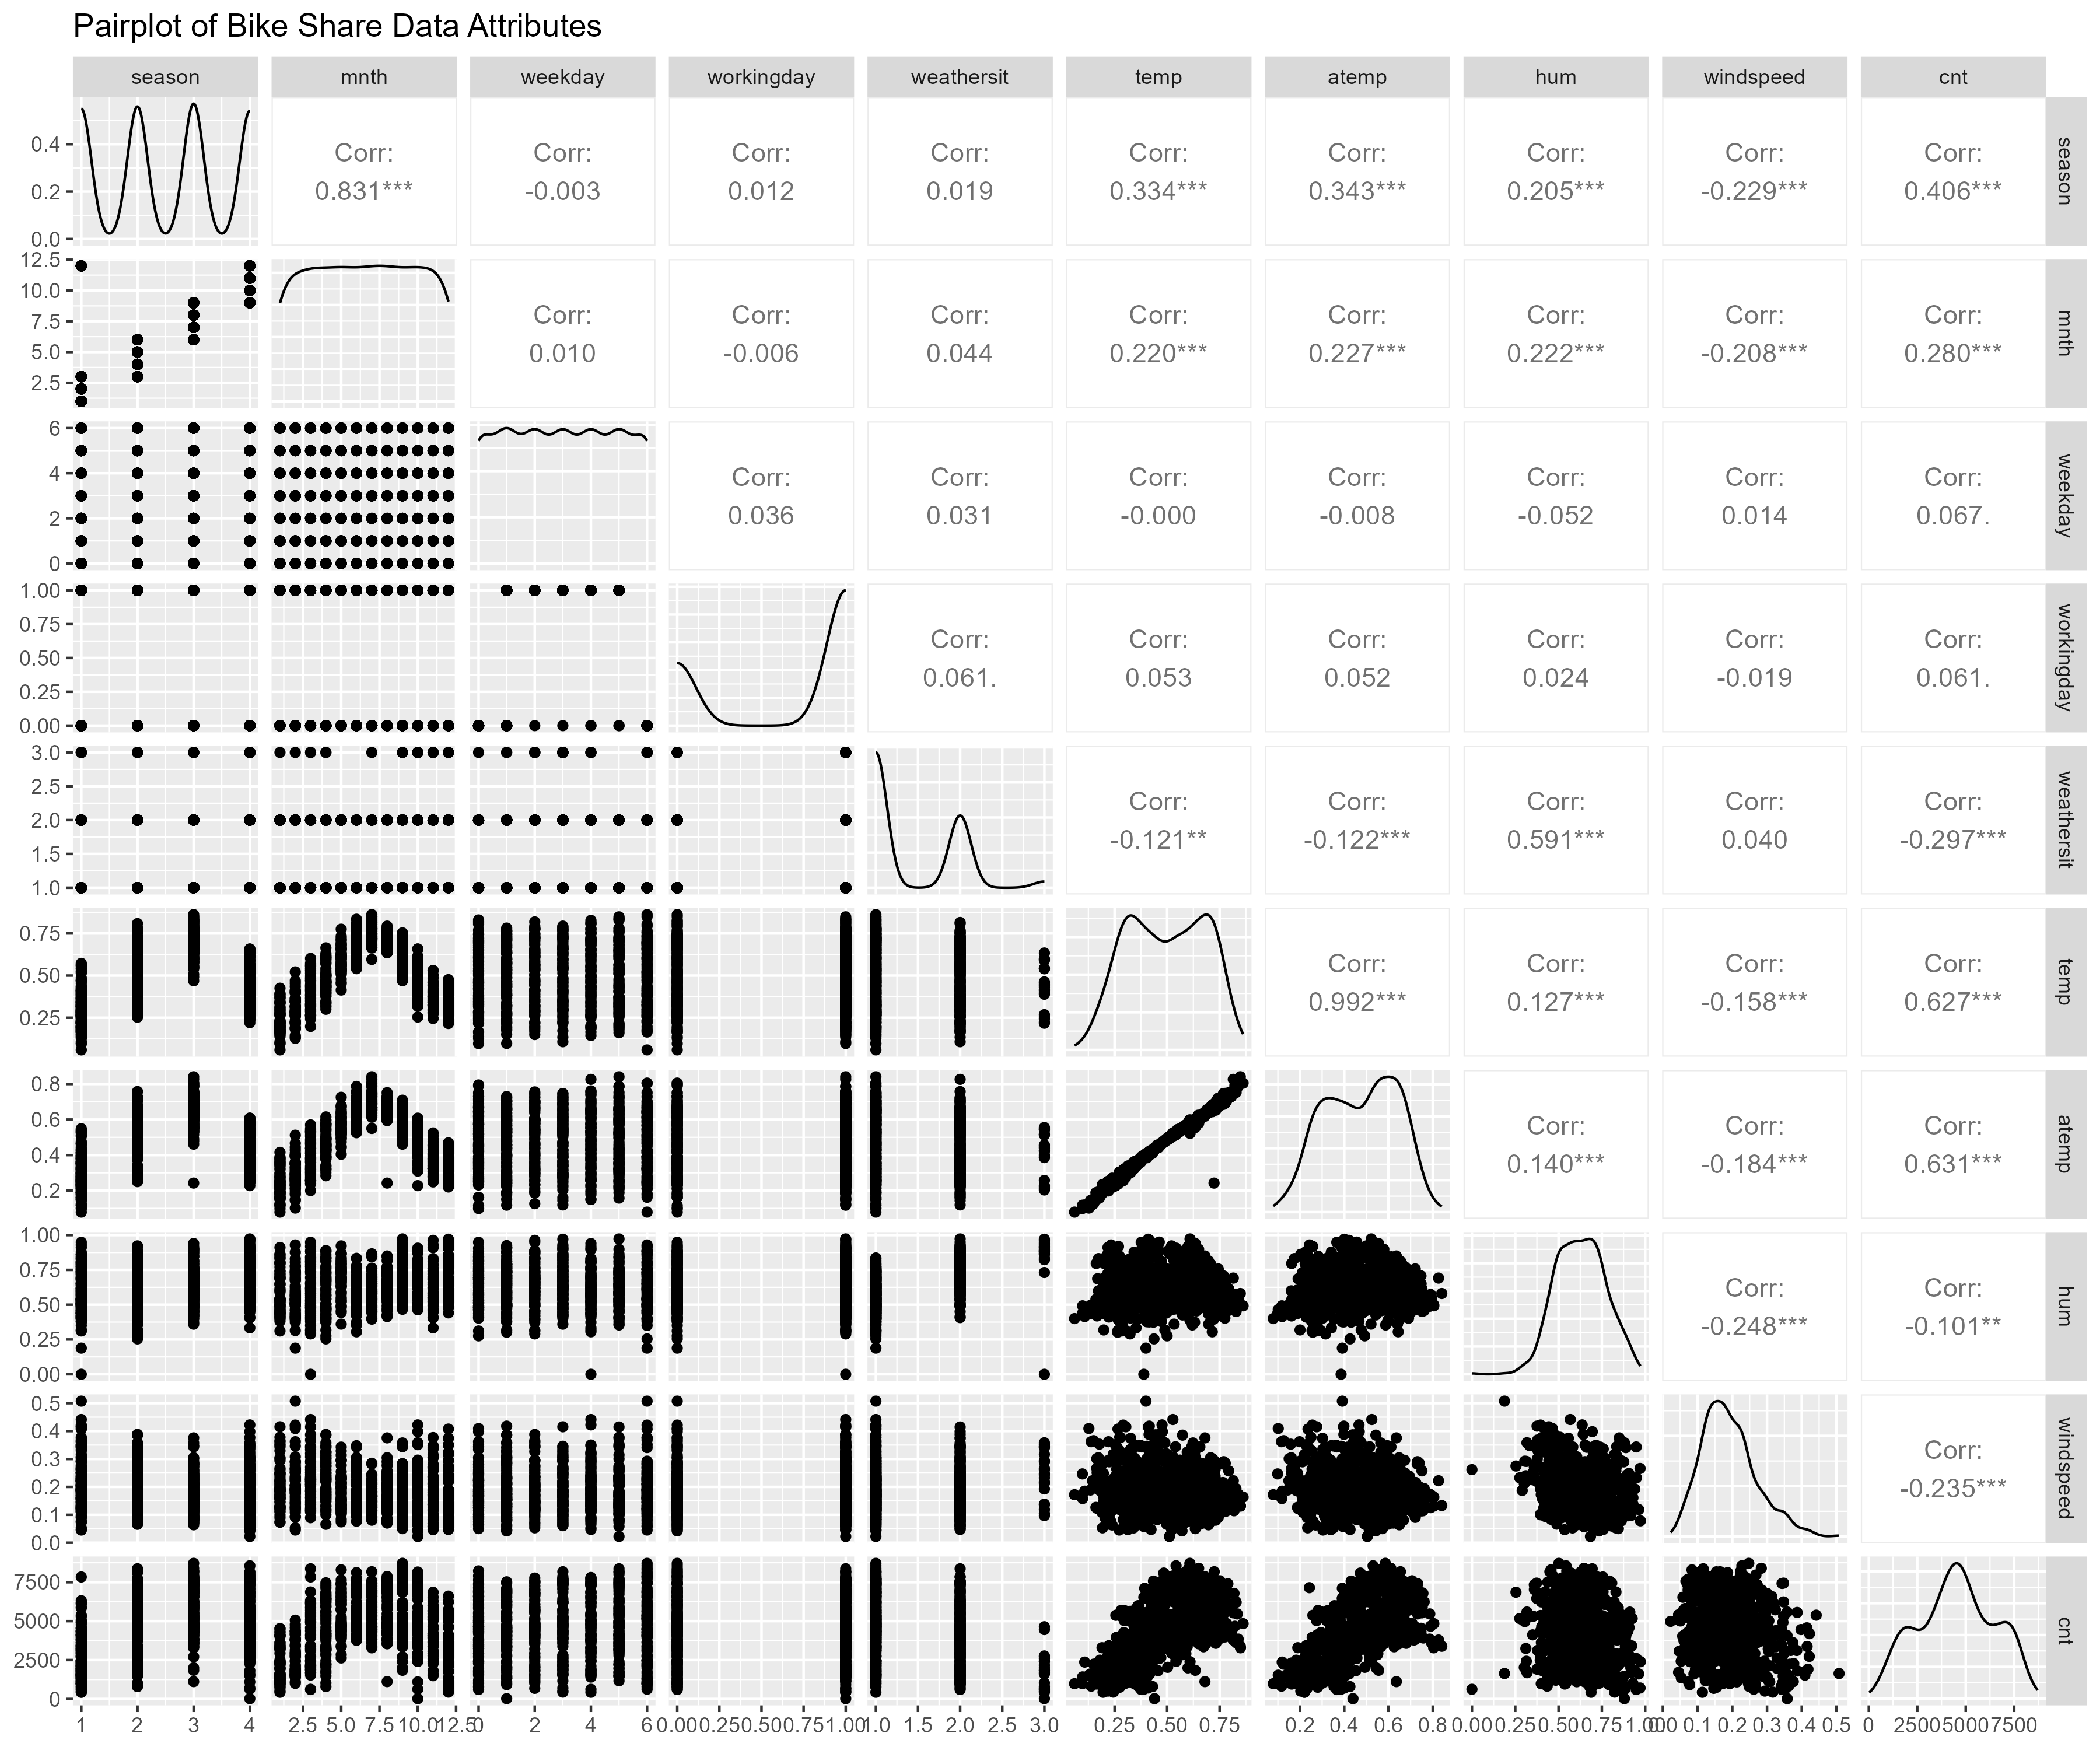 Pairplot of Bike Share Data Attributes
season mnth weekday workingday weathersit temp atemp hum windspeed cnt
0.4
0.2
0.0
Corr: Corr: Corr: Corr: Corr: Corr: Corr: Corr: Corr:
0.831*** -0.003 0.012 0.019 0.334*** 0.343*** 0.205*** -0.229*** 0.406***
season
12.5
10.0
7.5
5.0
2.5
Corr: Corr: Corr: Corr: Corr: Corr: Corr: Corr:
0.010 -0.006 0.044 0.220*** 0.227*** 0.222*** -0.208*** 0.280***
mnth
6
4
2
0
Corr: Corr: Corr: Corr: Corr: Corr: Corr:
0.036 0.031 -0.000 -0.008 -0.052 0.014 0.067.
weekday
1.00
0.75
0.50
0.25
0.00
Corr: Corr: Corr: Corr: Corr: Corr:
0.061. 0.053 0.052 0.024 -0.019 0.061.
workingday
3.0
2.5
2.0
1.5
1.0
Corr: Corr: Corr: Corr: Corr:
-0.121** -0.122*** 0.591*** 0.040 -0.297***
weathersit
0.75
0.50
0.25
Corr: Corr: Corr: Corr:
0.992*** 0.127*** -0.158*** 0.627***
temp
0.8
0.6
0.4
0.2
Corr: Corr: Corr:
0.140*** -0.184*** 0.631***
atemp
1.00
0.75
0.50
0.25
0.00
Corr: Corr:
-0.248*** -0.101**
hum
0.5
0.4
0.3
0.2
0.1
0.0
Corr:
-0.235***
windspeed
7500
5000
2500
0
cnt
1 2 3 4 2.5 5.0 7.5 10.0 12.5 0 2 4 6 0.00 0.25 0.50 0.75 1.00 1.0 1.5 2.0 2.5 3.0 0.25 0.50 0.75 0.2 0.4 0.6 0.8 0.00 0.25 0.50 0.75 1.00 0.0 0.1 0.2 0.3 0.4 0.5 0 2500 5000 7500